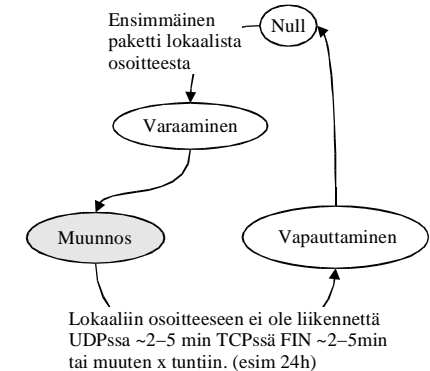 Ensimmäinen
paketti lokaalista
osoitteesta
Null
Varaaminen
Muunnos
Vapauttaminen
Lokaaliin osoitteeseen ei ole liikennettä
UDPssa ~2–5 min TCPssä FIN ~2–5min
tai muuten x tuntiin. (esim 24h)